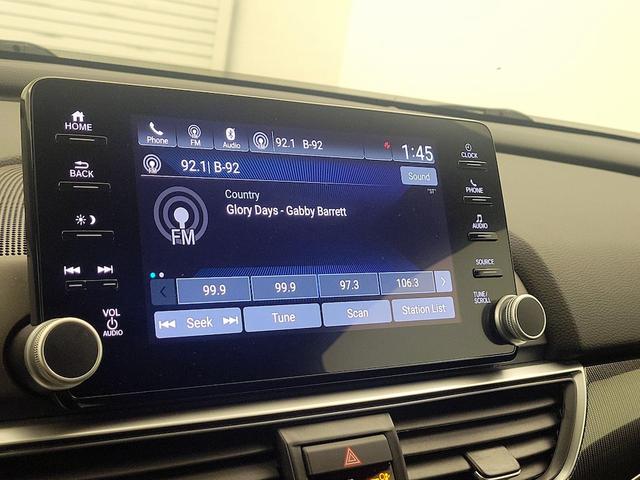 HOME
BACK
VOL
AUDIO
Phone
FM
Audio
92.1 B-92
1:45
92.1| B-92
Sound
Country
"ST"
Glory Days - Gabby Barrett
FM
99.9
99.9
97.3
106.3
Seek
Tune
Scan
Station List
CLOCK
PHONE
AUDIO
SOURCE
TUNE/
SCROLL